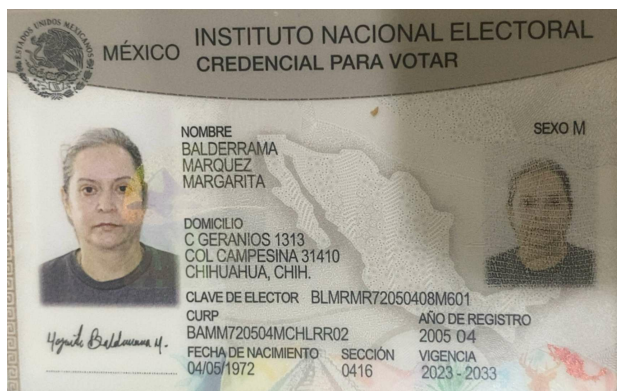 ESTADOS UNIDOS MEXICANOS
MÉXICO
INSTITUTO NACIONAL ELECTORAL
CREDENCIAL PARA VOTAR
NOMBRE
BALDERRAMA
MARQUEZ
MARGARITA
SEXO M
DOMICILIO
C GERANIOS 1313
COL CAMPESINA 31410
CHIHUAHUA, CHIH.
CLAVE DE ELECTOR BLMRMR72050408M601
CURP
BAMM720504MCHLRR02
AÑO DE REGISTRO
2005 04
FECHA DE NACIMIENTO
04/05/1972
SECCIÓN
0416
VIGENCIA
2023 - 2033
Margarita Balderrama M.